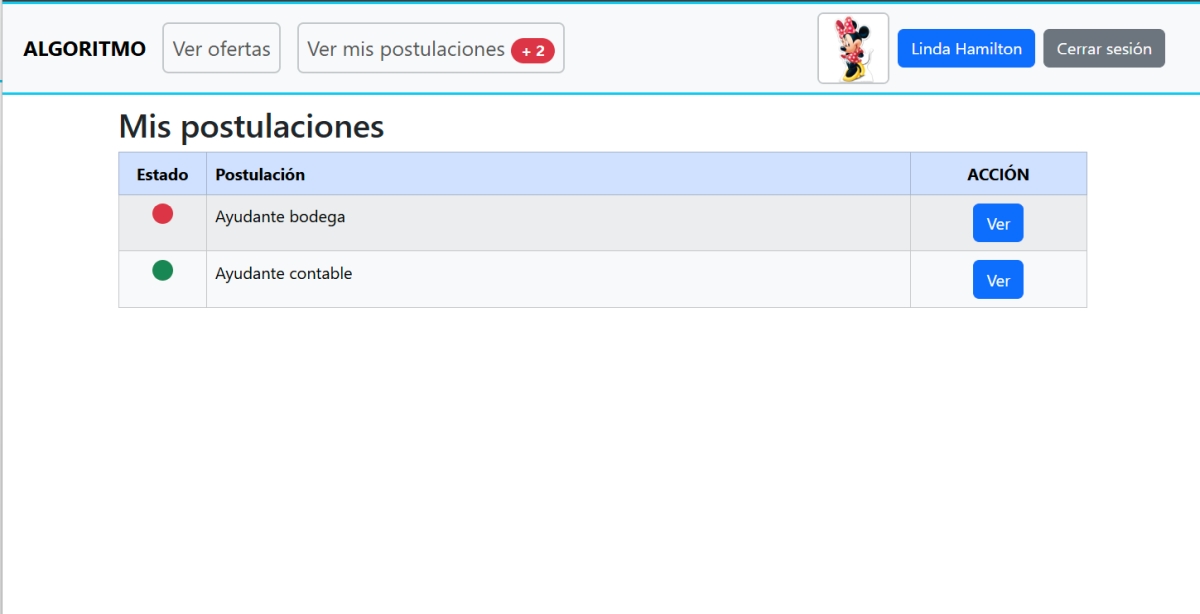 ALGORITMO Ver ofertas Ver mis postulaciones + 2 Linda Hamilton Cerrar sesión
Mis postulaciones
Estado Postulación ACCIÓN
Ayudante bodega Ver
Ayudante contable Ver